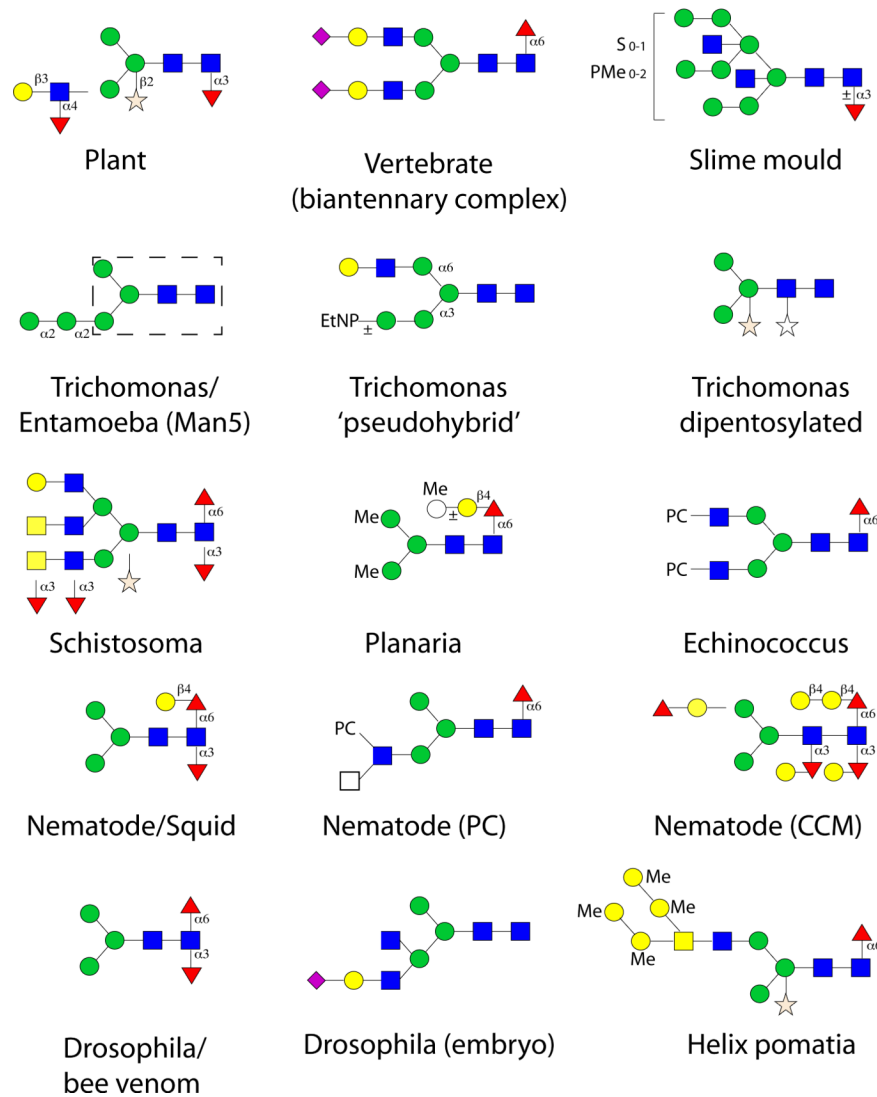 β3
α4
β2
α3
Plant
α6
Vertebrate
(biantennary complex)
S 0-1
PMe 0-2
± α3
Slime mould
α2
α2
Trichomonas/
Entamoeba (Man5)
α6
α3
EtNP
±
Trichomonas
‘pseudohybrid’
Trichomonas
dipentosylated
α6
α3
α3
α3
Schistosoma
Me
β4
±
Me
α6
Me
Planaria
PC
α6
PC
Echinococcus
β4
α6
α3
Nematode/Squid
α6
PC
Nematode (PC)
β4
β4
α6
α3
α3
Nematode (CCM)
α6
α3
Drosophila/
bee venom
Drosophila (embryo)
Me
Me
Me
Me
α6
Helix pomatia